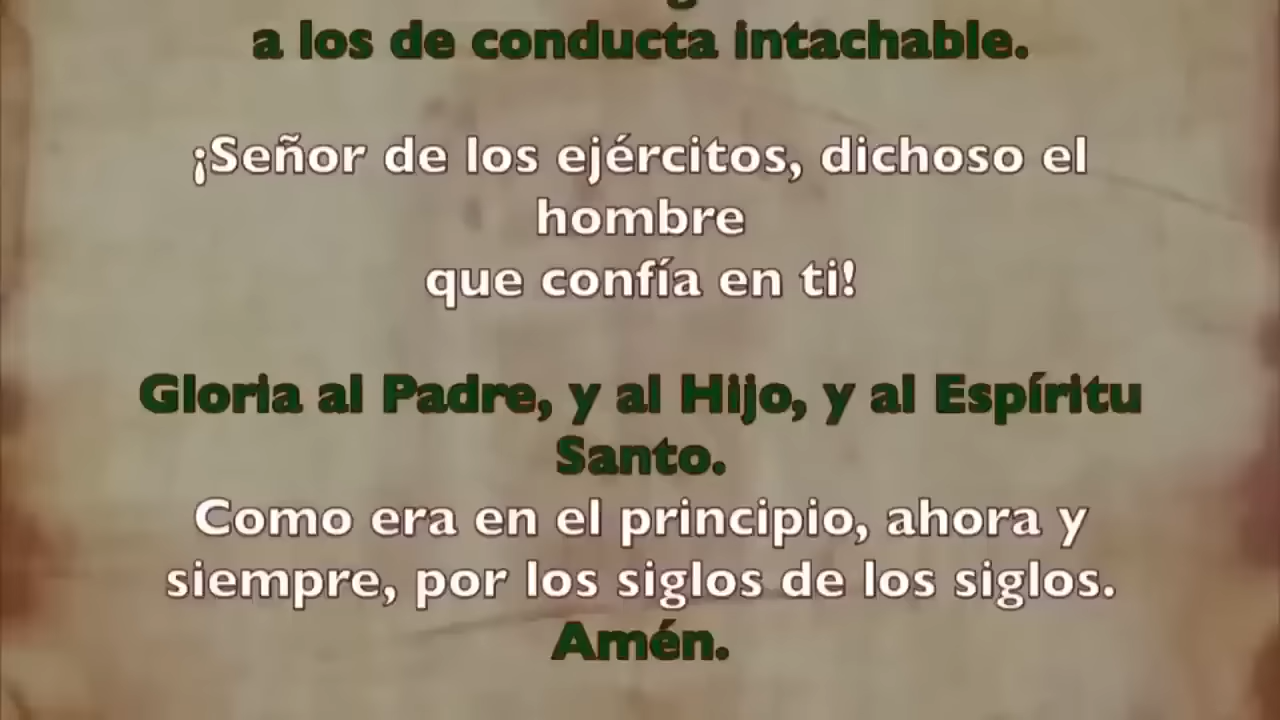 a los de conducta intachable.
¡Señor de los ejércitos, dichoso el
hombre
que confía en ti!
Gloria al Padre, y al Hijo, y al Espíritu
Santo.
Como era en el principio, ahora y
siempre, por los siglos de los siglos.
Amén.